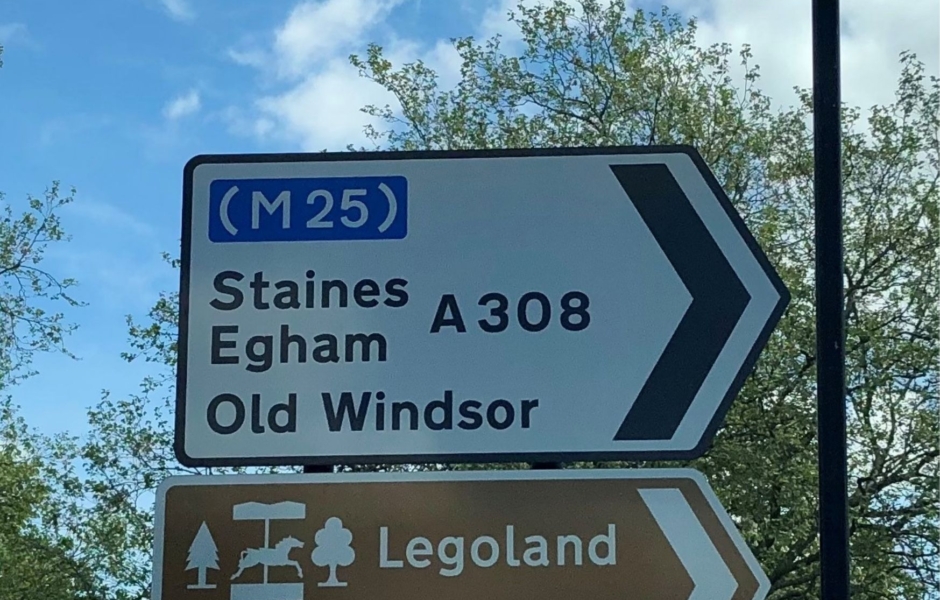 (M25)
Staines
Egham
A308
Old Windsor
Legoland